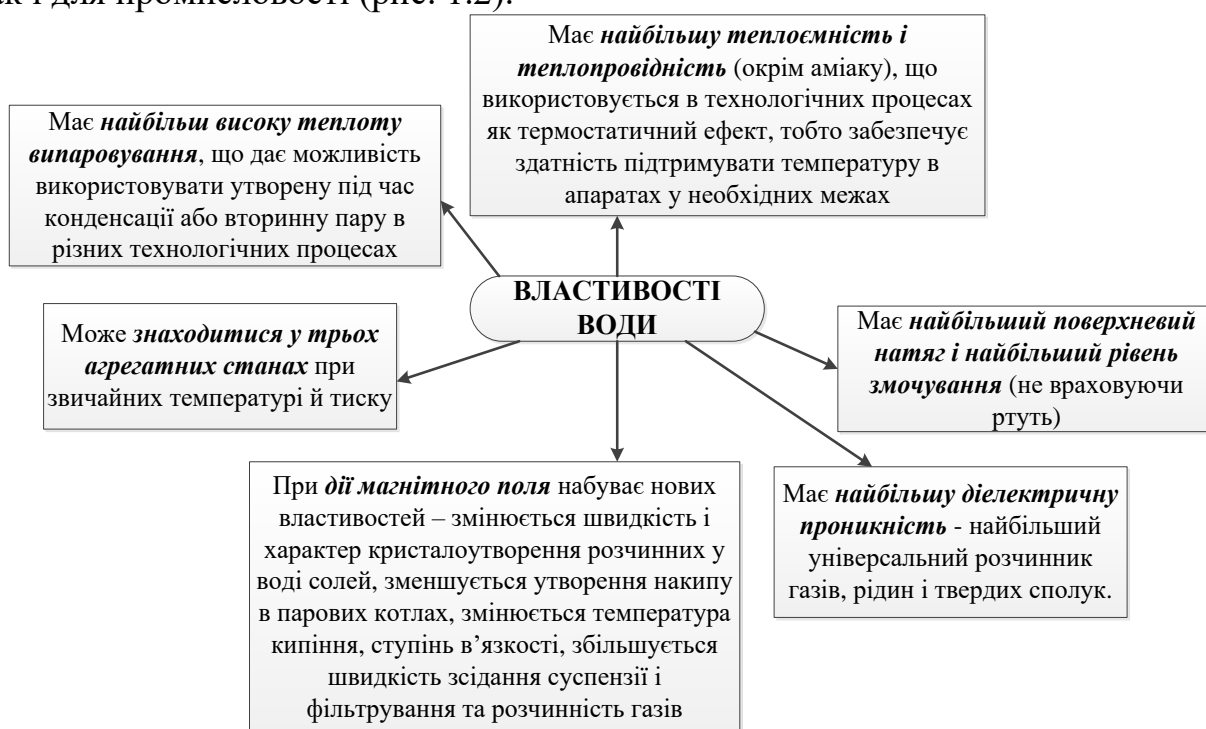 ак і для промисловості (рис. 1.2).
Має найбільшу теплоємність і
теплопровідність (окрім аміаку), що
використовується в технологічних процесах
як термостатичний ефект, тобто забезпечує
здатність підтримувати температуру в
апаратах у необхідних межах
Має найбільш високу теплоту
випаровування, що дає можливість
використовувати утворену під час
конденсації або вторинну пару в
різних технологічних процесах
ВЛАСТИВОСТІ
ВОДИ
Може знаходитися у трьох
агрегатних станах при
звичайних температурі й тиску
Має найбільший поверхневий
натяг і найбільший рівень
змочування (не враховуючи
ртуть)
При дії магнітного поля набуває нових
властивостей – змінюється швидкість і
характер кристалоутворення розчинних у
воді солей, зменшується утворення накипу
в парових котлах, змінюється температура
кипіння, ступінь в’язкості, збільшується
швидкість зсідання суспензії і
фільтрування та розчинність газів
Має найбільшу діелектричну
проникність - найбільший
універсальний розчинник
газів, рідин і твердих сполук.